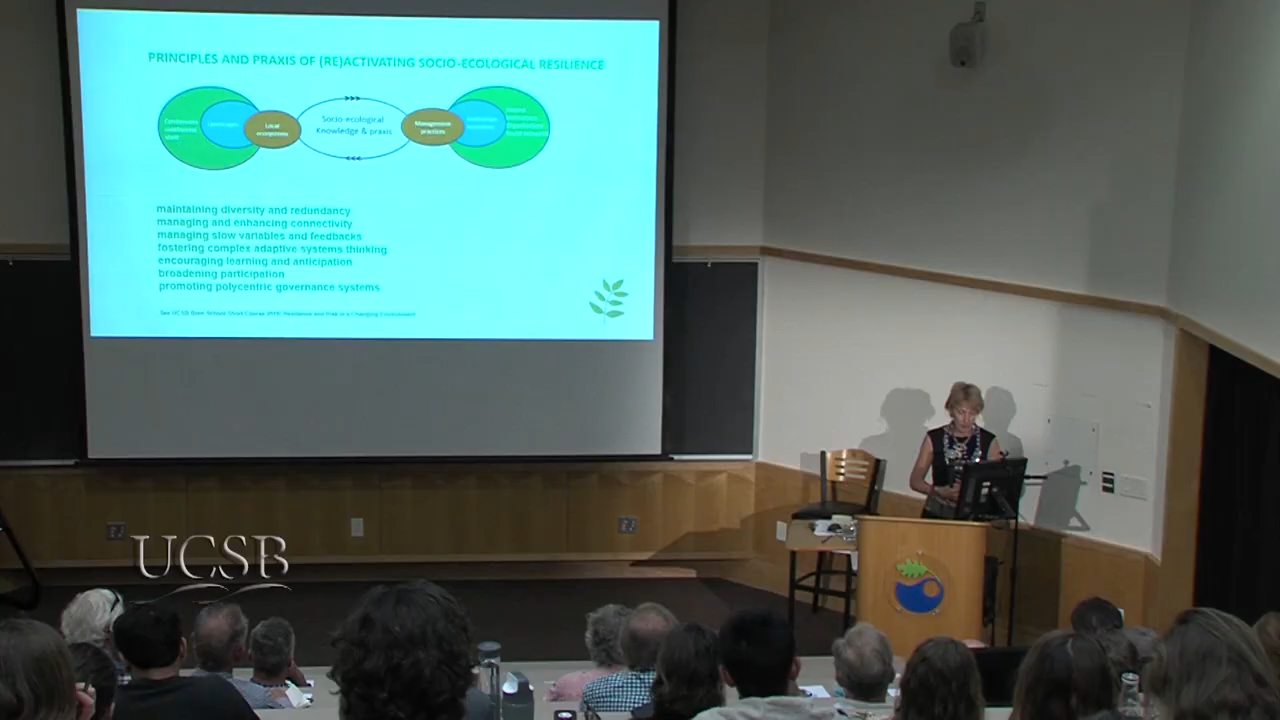 PRINCIPLES AND PRAXIS OF (RE)ACTIVATING SOCIO-ECOLOGICAL RESILIENCE
Local
ecosystems
Socio-ecological
Knowledge & praxis
Management
practices
maintaining diversity and redundancy
managing and enhancing connectivity
managing slow variables and feedbacks
fostering complex adaptive systems thinking
encouraging learning and anticipation
broadening participation
promoting polycentric governance systems
UCSB